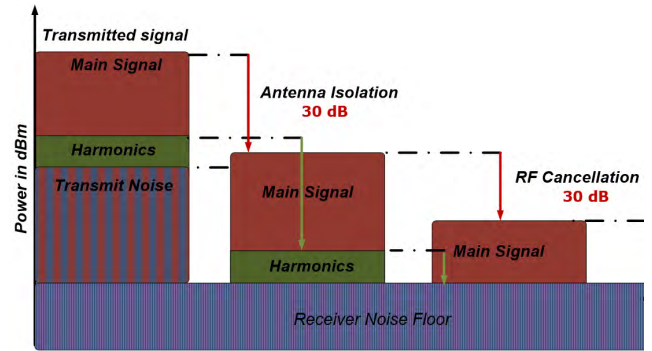 Transmitted signal
Main Signal
Antenna Isolation
30 dB
Harmonics
Transmit Noise
Power in dBm
Main Signal
RF Cancellation
30 dB
Main Signal
Harmonics
Receiver Noise Floor